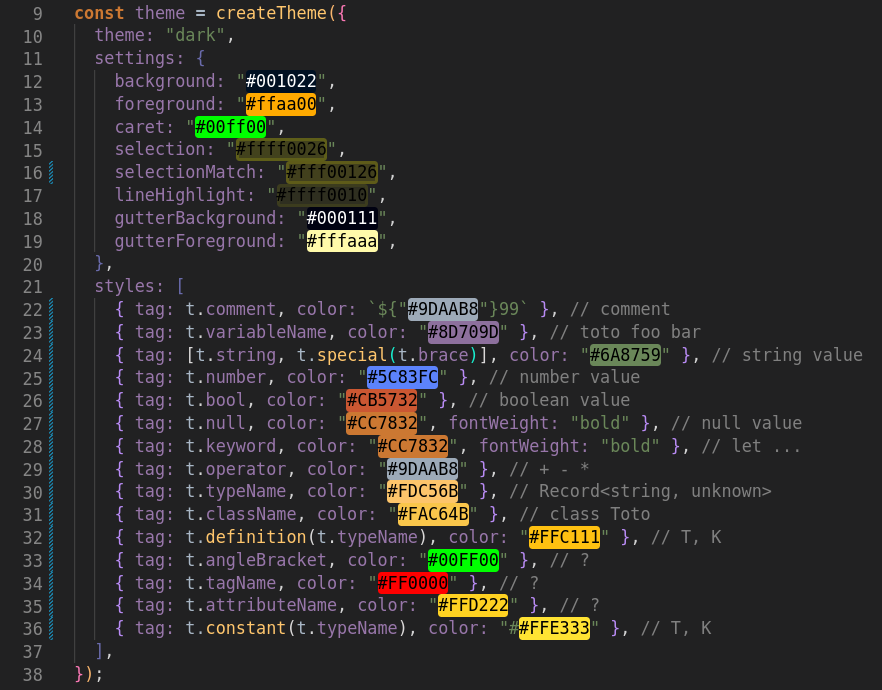 9 const theme = createTheme({
10 theme: "dark",
11 settings: {
12 background: "#001022",
13 foreground: "#ffaa00",
14 caret: "#00ff00",
15 selection: "#ffff0026",
16 selectionMatch: "#fff00126",
17 lineHighlight: "#ffff0010",
18 gutterBackground: "#000111",
19 gutterForeground: "#fffaaa",
20 },
21 styles: [
22 { tag: t.comment, color: `${"#9DAAB8"}99` }, // comment
23 { tag: t.variableName, color: "#8D709D" }, // toto foo bar
24 { tag: [t.string, t.special(t.brace)], color: "#6A8759" }, // string value
25 { tag: t.number, color: "#5C83FC" }, // number value
26 { tag: t.bool, color: "#CB5732" }, // boolean value
27 { tag: t.null, color: "#CC7832", fontWeight: "bold" }, // null value
28 { tag: t.keyword, color: "#CC7832", fontWeight: "bold" }, // let ...
29 { tag: t.operator, color: "#9DAAB8" }, // + - *
30 { tag: t.typeName, color: "#FDC56B" }, // Record<string, unknown>
31 { tag: t.className, color: "#FAC64B" }, // class Toto
32 { tag: t.definition(t.typeName), color: "#FFC111" }, // T, K
33 { tag: t.angleBracket, color: "#00FF00" }, // ?
34 { tag: t.tagName, color: "#FF0000" }, // ?
35 { tag: t.attributeName, color: "#FFD222" }, // ?
36 { tag: t.constant(t.typeName), color: "##FFE333" }, // T, K
37 ],
38 });